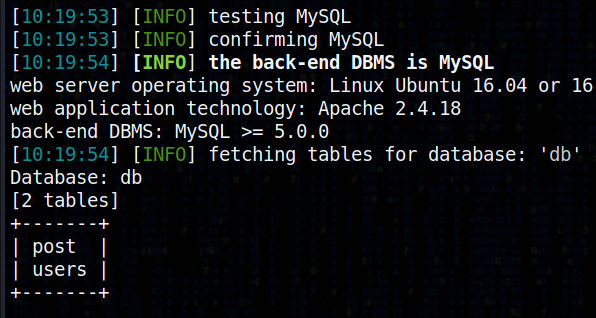 [10:19:53] [INFO] testing MySQL
[10:19:53] [INFO] confirming MySQL
[10:19:54] [INFO] the back-end DBMS is MySQL
web server operating system: Linux Ubuntu 16.04 or 16
web application technology: Apache 2.4.18
back-end DBMS: MySQL >= 5.0.0
[10:19:54] [INFO] fetching tables for database: 'db'
Database: db
[2 tables]
+-------+
| post  |
| users |
+-------+